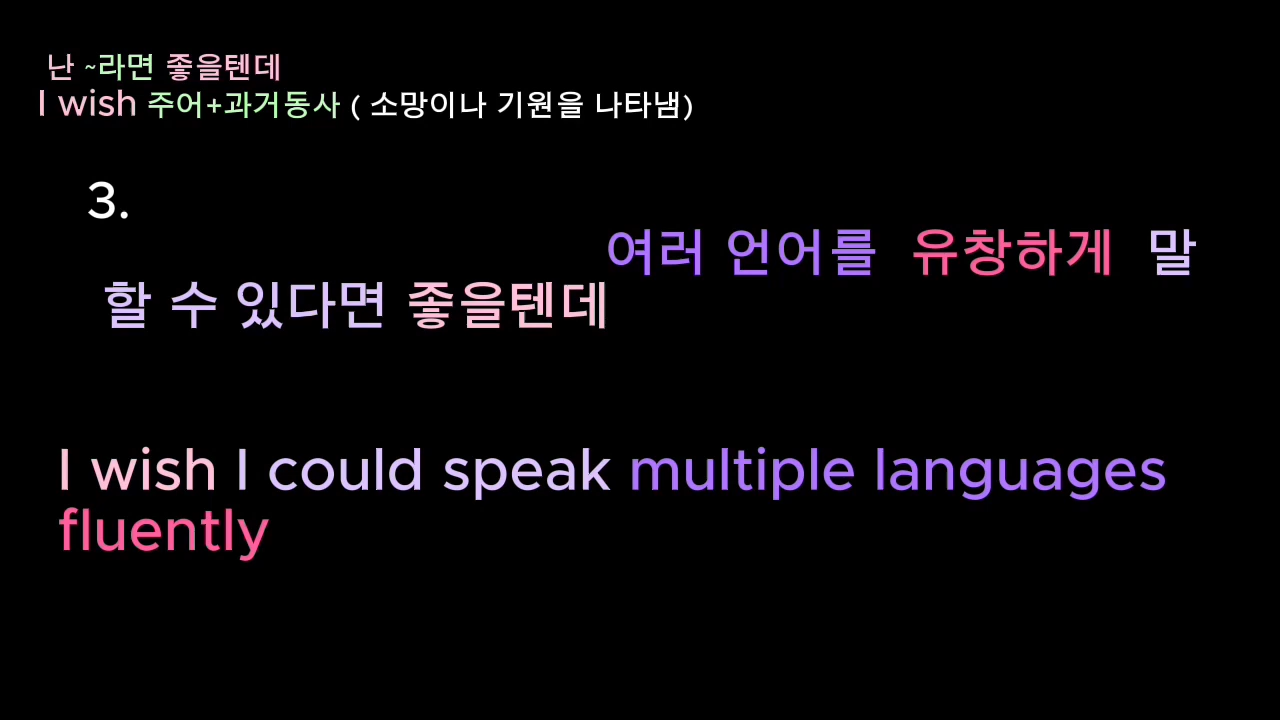 난 ~라면 좋을텐데
I wish 주어+과거동사 ( 소망이나 기원을 나타냄)
3.
여러 언어를 유창하게 말
할 수 있다면 좋을텐데
I wish I could speak multiple languages
fluently